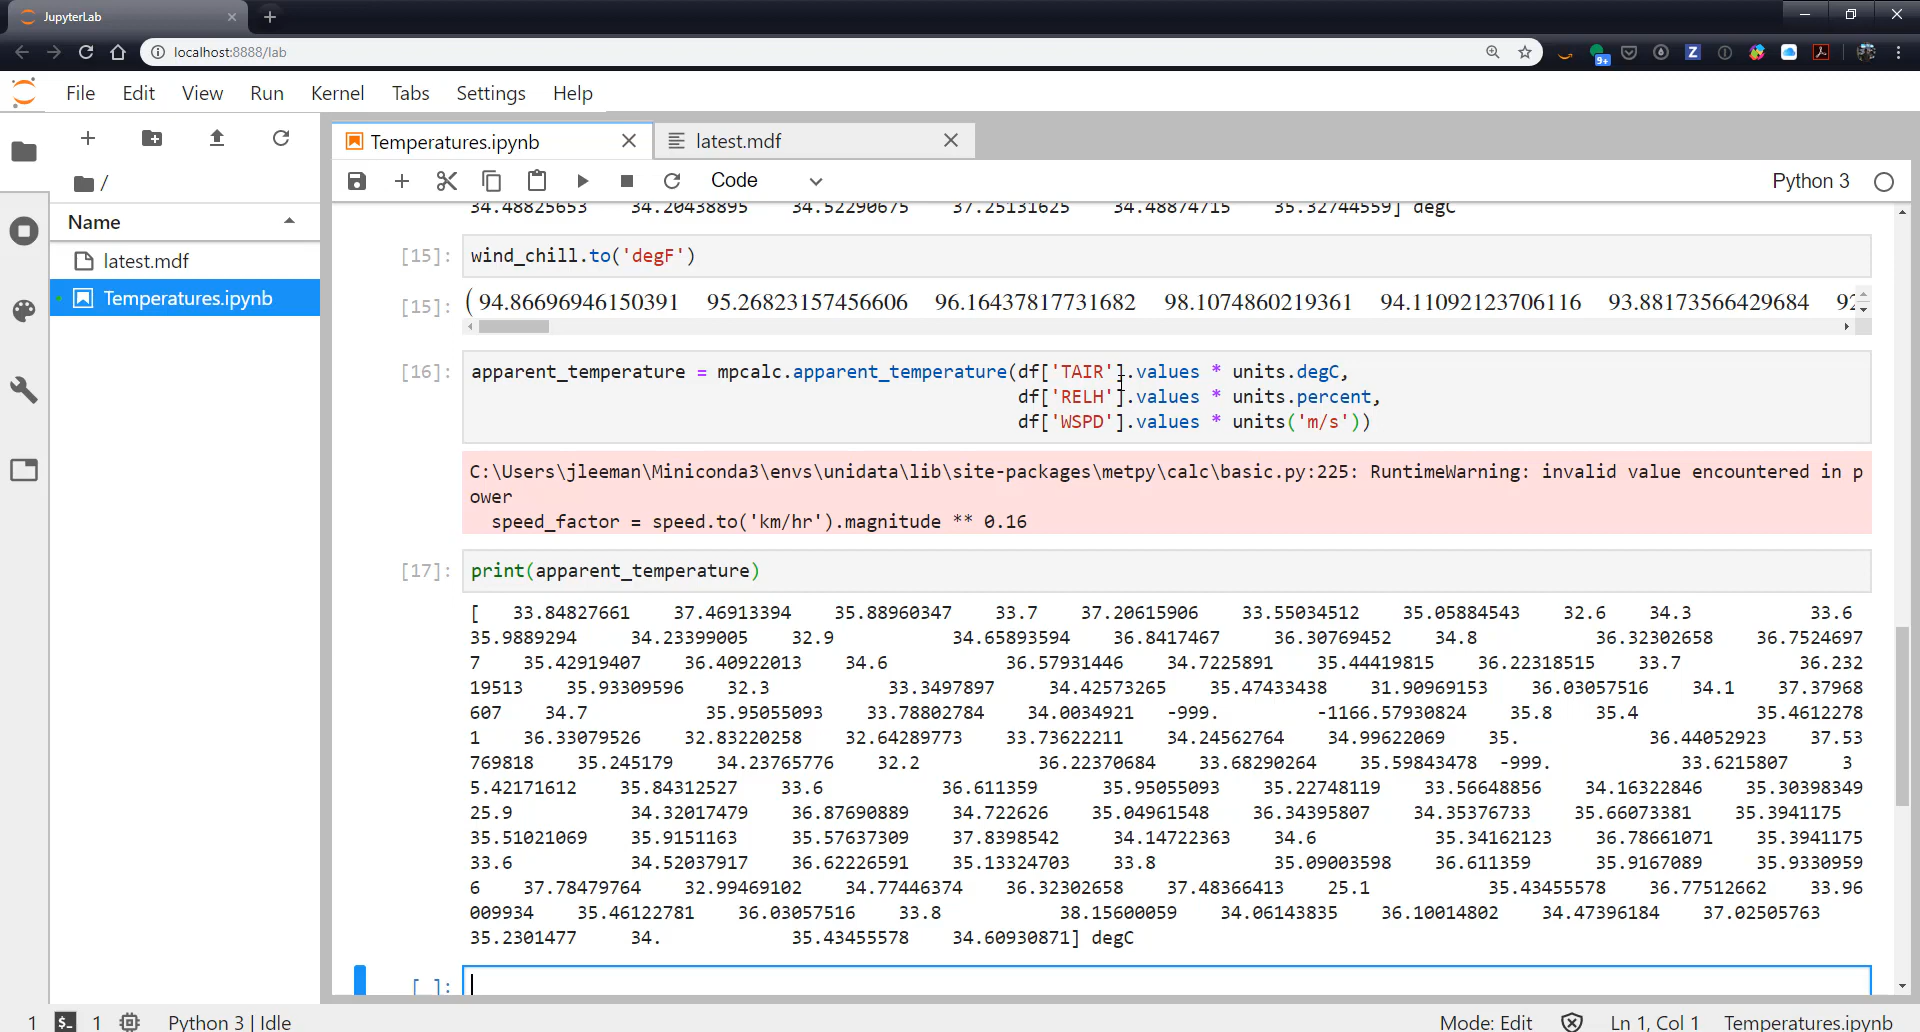 JupyterLab
localhost:8888/lab
9+
Z
File Edit View Run Kernel Tabs Settings Help
Temperatures.ipynb
latest.mdf
/
Code
Python 3
Name
latest.mdf
Temperatures.ipynb
34.48825653 34.20438895 34.52290675 37.25131625 34.48874715 35.32744559] degC
[15]: wind_chill.to('degF')
[15]: (94.86696946150391 95.26823157456606 96.16437817731682 98.1074860219361 94.11092123706116 93.88173566429684 92
[16]: apparent_temperature = mpcalc.apparent_temperature(df['TAIR'].values * units.degC,
df['RELH'].values * units.percent,
df['WSPD'].values * units('m/s'))
C:\Users\jleeman\Miniconda3\envs\unidata\lib\site-packages\metpy\calc\basic.py:225: RuntimeWarning: invalid value encountered in p
ower
speed_factor = speed.to('km/hr').magnitude ** 0.16
[17]: print(apparent_temperature)
[ 33.84827661 37.46913394 35.88960347 33.7 37.20615906 33.55034512 35.05884543 32.6 34.3 33.6
35.9889294 34.23399005 32.9 34.65893594 36.8417467 36.30769452 34.8 36.32302658 36.7524697
7 35.42919407 36.40922013 34.6 36.57931446 34.7225891 35.44419815 36.22318515 33.7 36.232
19513 35.93309596 32.3 33.3497897 34.42573265 35.47433438 31.90969153 36.03057516 34.1 37.37968
607 34.7 35.95055093 33.78802784 34.0034921 -999. -1166.57930824 35.8 35.4 35.4612278
1 36.33079526 32.83220258 32.64289773 33.73622211 34.24562764 34.99622069 35. 36.44052923 37.53
769818 35.245179 34.23765776 32.2 36.22370684 33.68290264 35.59843478 -999. 33.6215807 3
5.42171612 35.84312527 33.6 36.611359 35.95055093 35.22748119 33.56648856 34.16322846 35.30398349
25.9 34.32017479 36.87690889 34.722626 35.04961548 36.34395807 34.35376733 35.66073381 35.3941175
35.51021069 35.9151163 35.57637309 37.8398542 34.14722363 34.6 35.34162123 36.78661071 35.3941175
33.6 34.52037917 36.62226591 35.13324703 33.8 35.09003598 36.611359 35.9167089 35.9330959
6 37.78479764 32.99469102 34.77446374 36.32302658 37.48366413 25.1 35.43455578 36.77512662 33.96
009934 35.46122781 36.03057516 33.8 38.15600059 34.06143835 36.10014802 34.47396184 37.02505763
35.2301477 34. 35.43455578 34.60930871] degC
[ ]:
1 $_ 1 Python 3 | Idle
Mode: Edit Ln 1, Col 1 Temperatures.ipynb